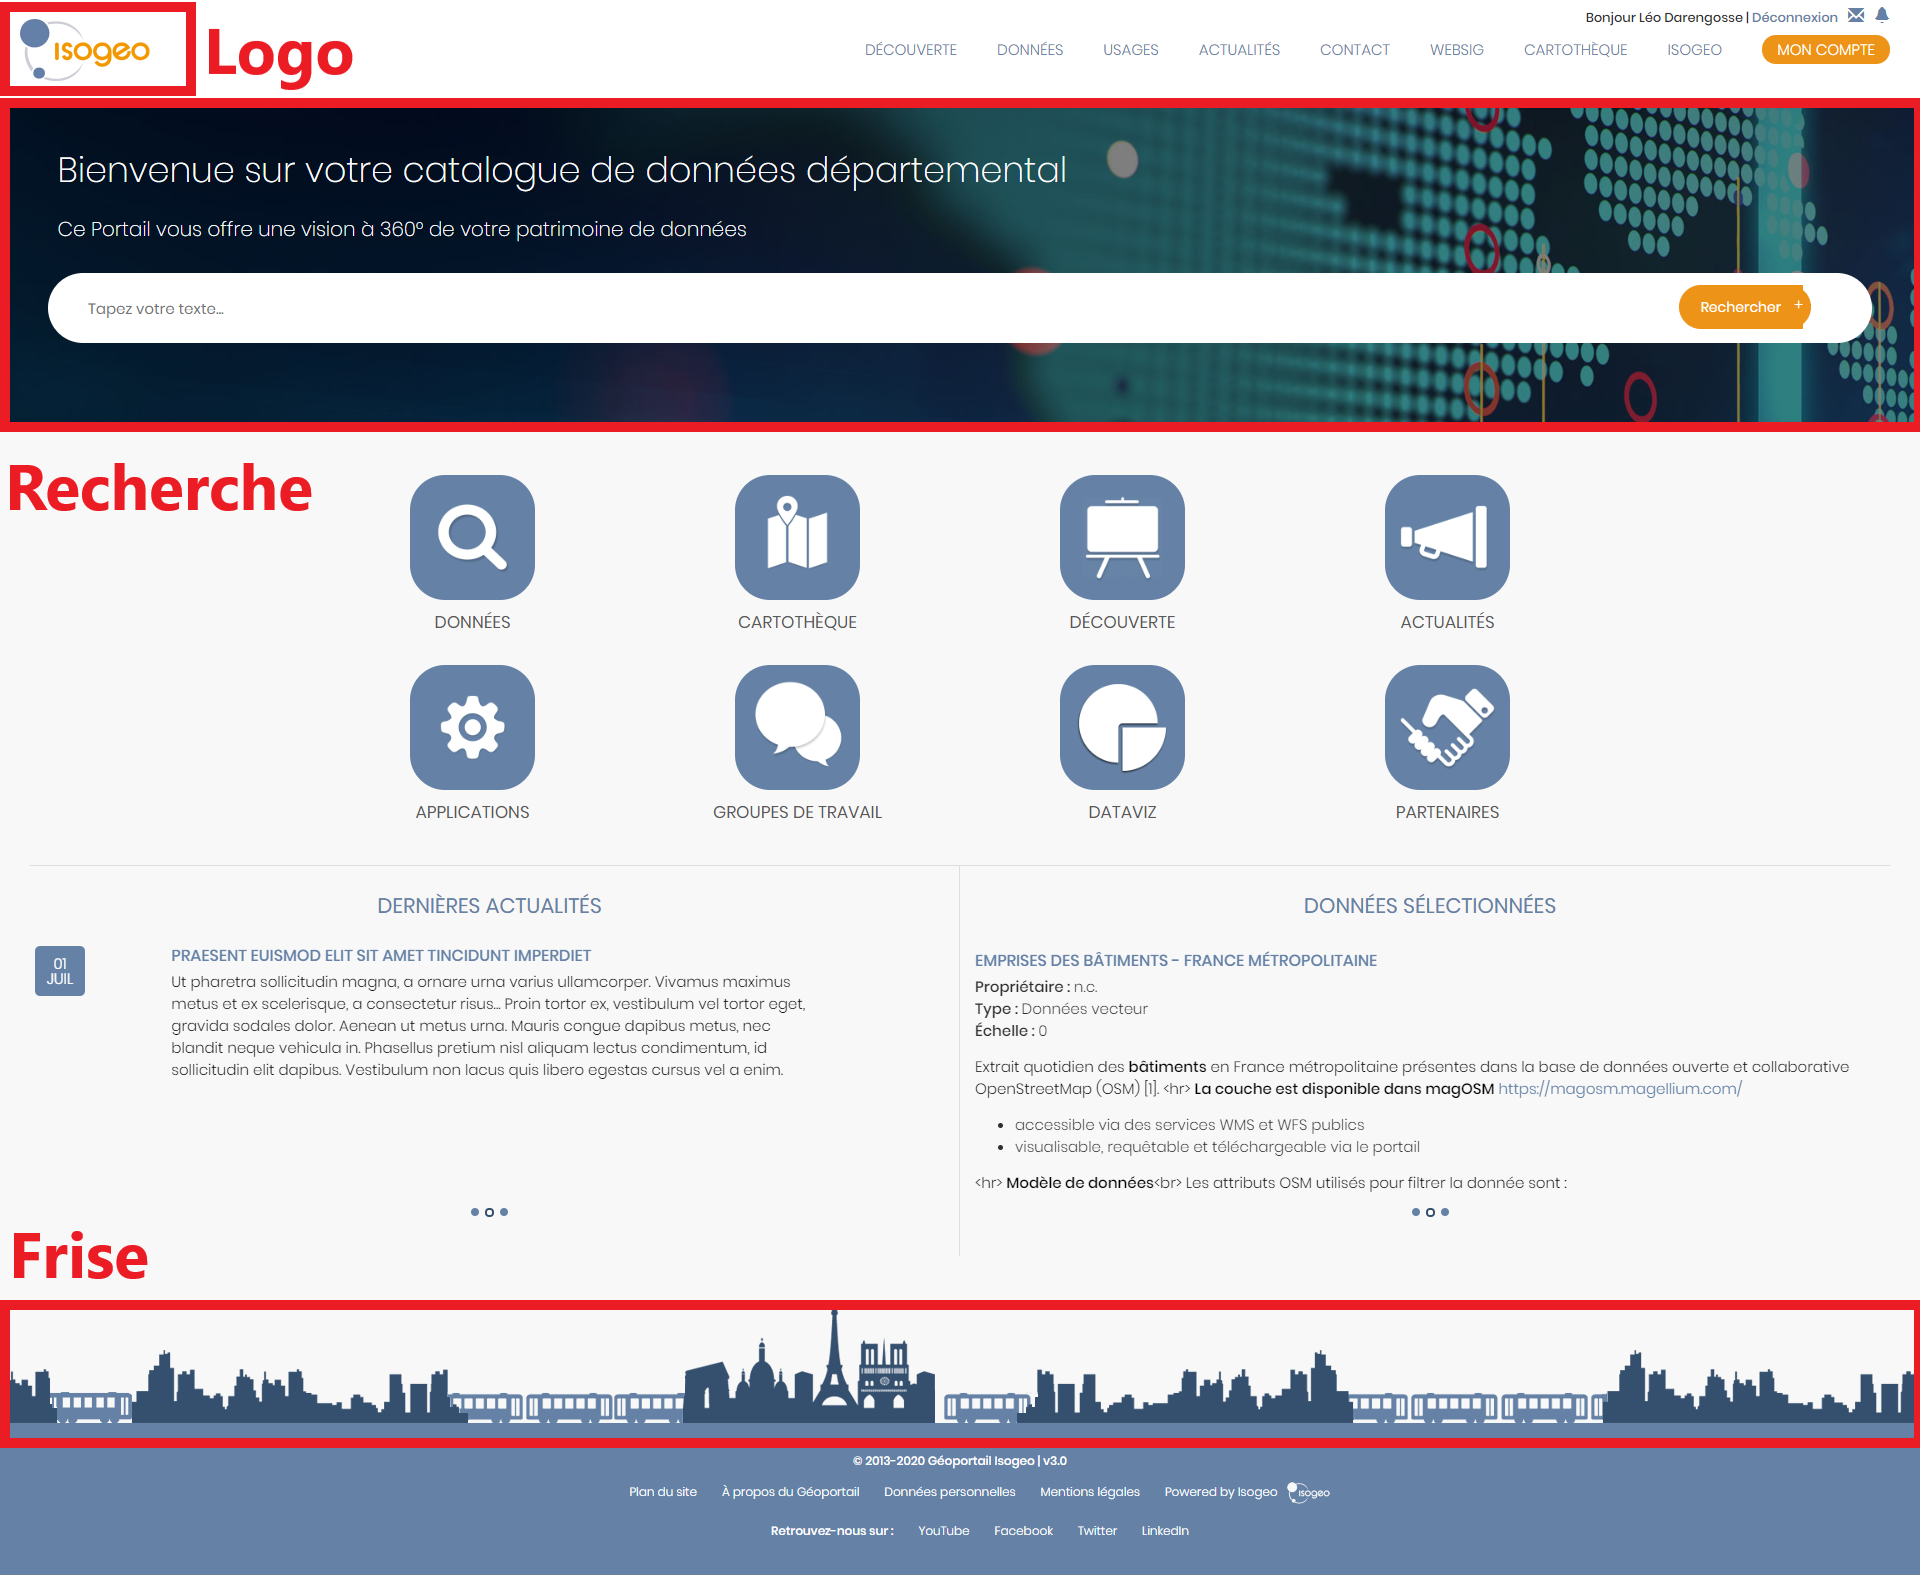 Bonjour Léo Darengosse | Déconnexion
isogeo
Logo
DÉCOUVERTE DONNÉES USAGES ACTUALITÉS CONTACT WEBSIG CARTOTHÈQUE ISOGEO MON COMPTE
Bienvenue sur votre catalogue de données départemental
Ce Portail vous offre une vision à 360° de votre patrimoine de données
Tapez votre texte...
Rechercher +
Recherche
DONNÉES CARTOTHÈQUE DÉCOUVERTE ACTUALITÉS
APPLICATIONS GROUPES DE TRAVAIL DATAVIZ PARTENAIRES
DERNIÈRES ACTUALITÉS
01
JUIL
PRAESENT EUISMOD ELIT SIT AMET TINCIDUNT IMPERDIET
Ut pharetra sollicitudin magna, a ornare urna varius ullamcorper. Vivamus maximus
metus et ex scelerisque, a consectetur risus... Proin tortor ex, vestibulum vel tortor eget,
gravida sodales dolor. Aenean ut metus urna. Mauris congue dapibus metus, nec
blandit neque vehicula in. Phasellus pretium nisl aliquam lectus condimentum, id
sollicitudin elit dapibus. Vestibulum non lacus quis libero egestas cursus vel a enim.
DONNÉES SÉLECTIONNÉES
EMPRISES DES BÂTIMENTS - FRANCE MÉTROPOLITAINE
Propriétaire : n.c.
Type : Données vecteur
Échelle : 0
Extrait quotidien des bâtiments en France métropolitaine présentes dans la base de données ouverte et collaborative
OpenStreetMap (OSM) [1]. <hr> La couche est disponible dans magOSM https://magosm.magellium.com/
• accessible via des services WMS et WFS publics
• visualisable, requêtable et téléchargeable via le portail
<hr> Modèle de données<br> Les attributs OSM utilisés pour filtrer la donnée sont :
Frise
© 2013-2020 Géoportail Isogeo | v3.0
Plan du site À propos du Géoportail Données personnelles Mentions légales Powered by Isogeo isogeo
Retrouvez-nous sur : YouTube Facebook Twitter LinkedIn